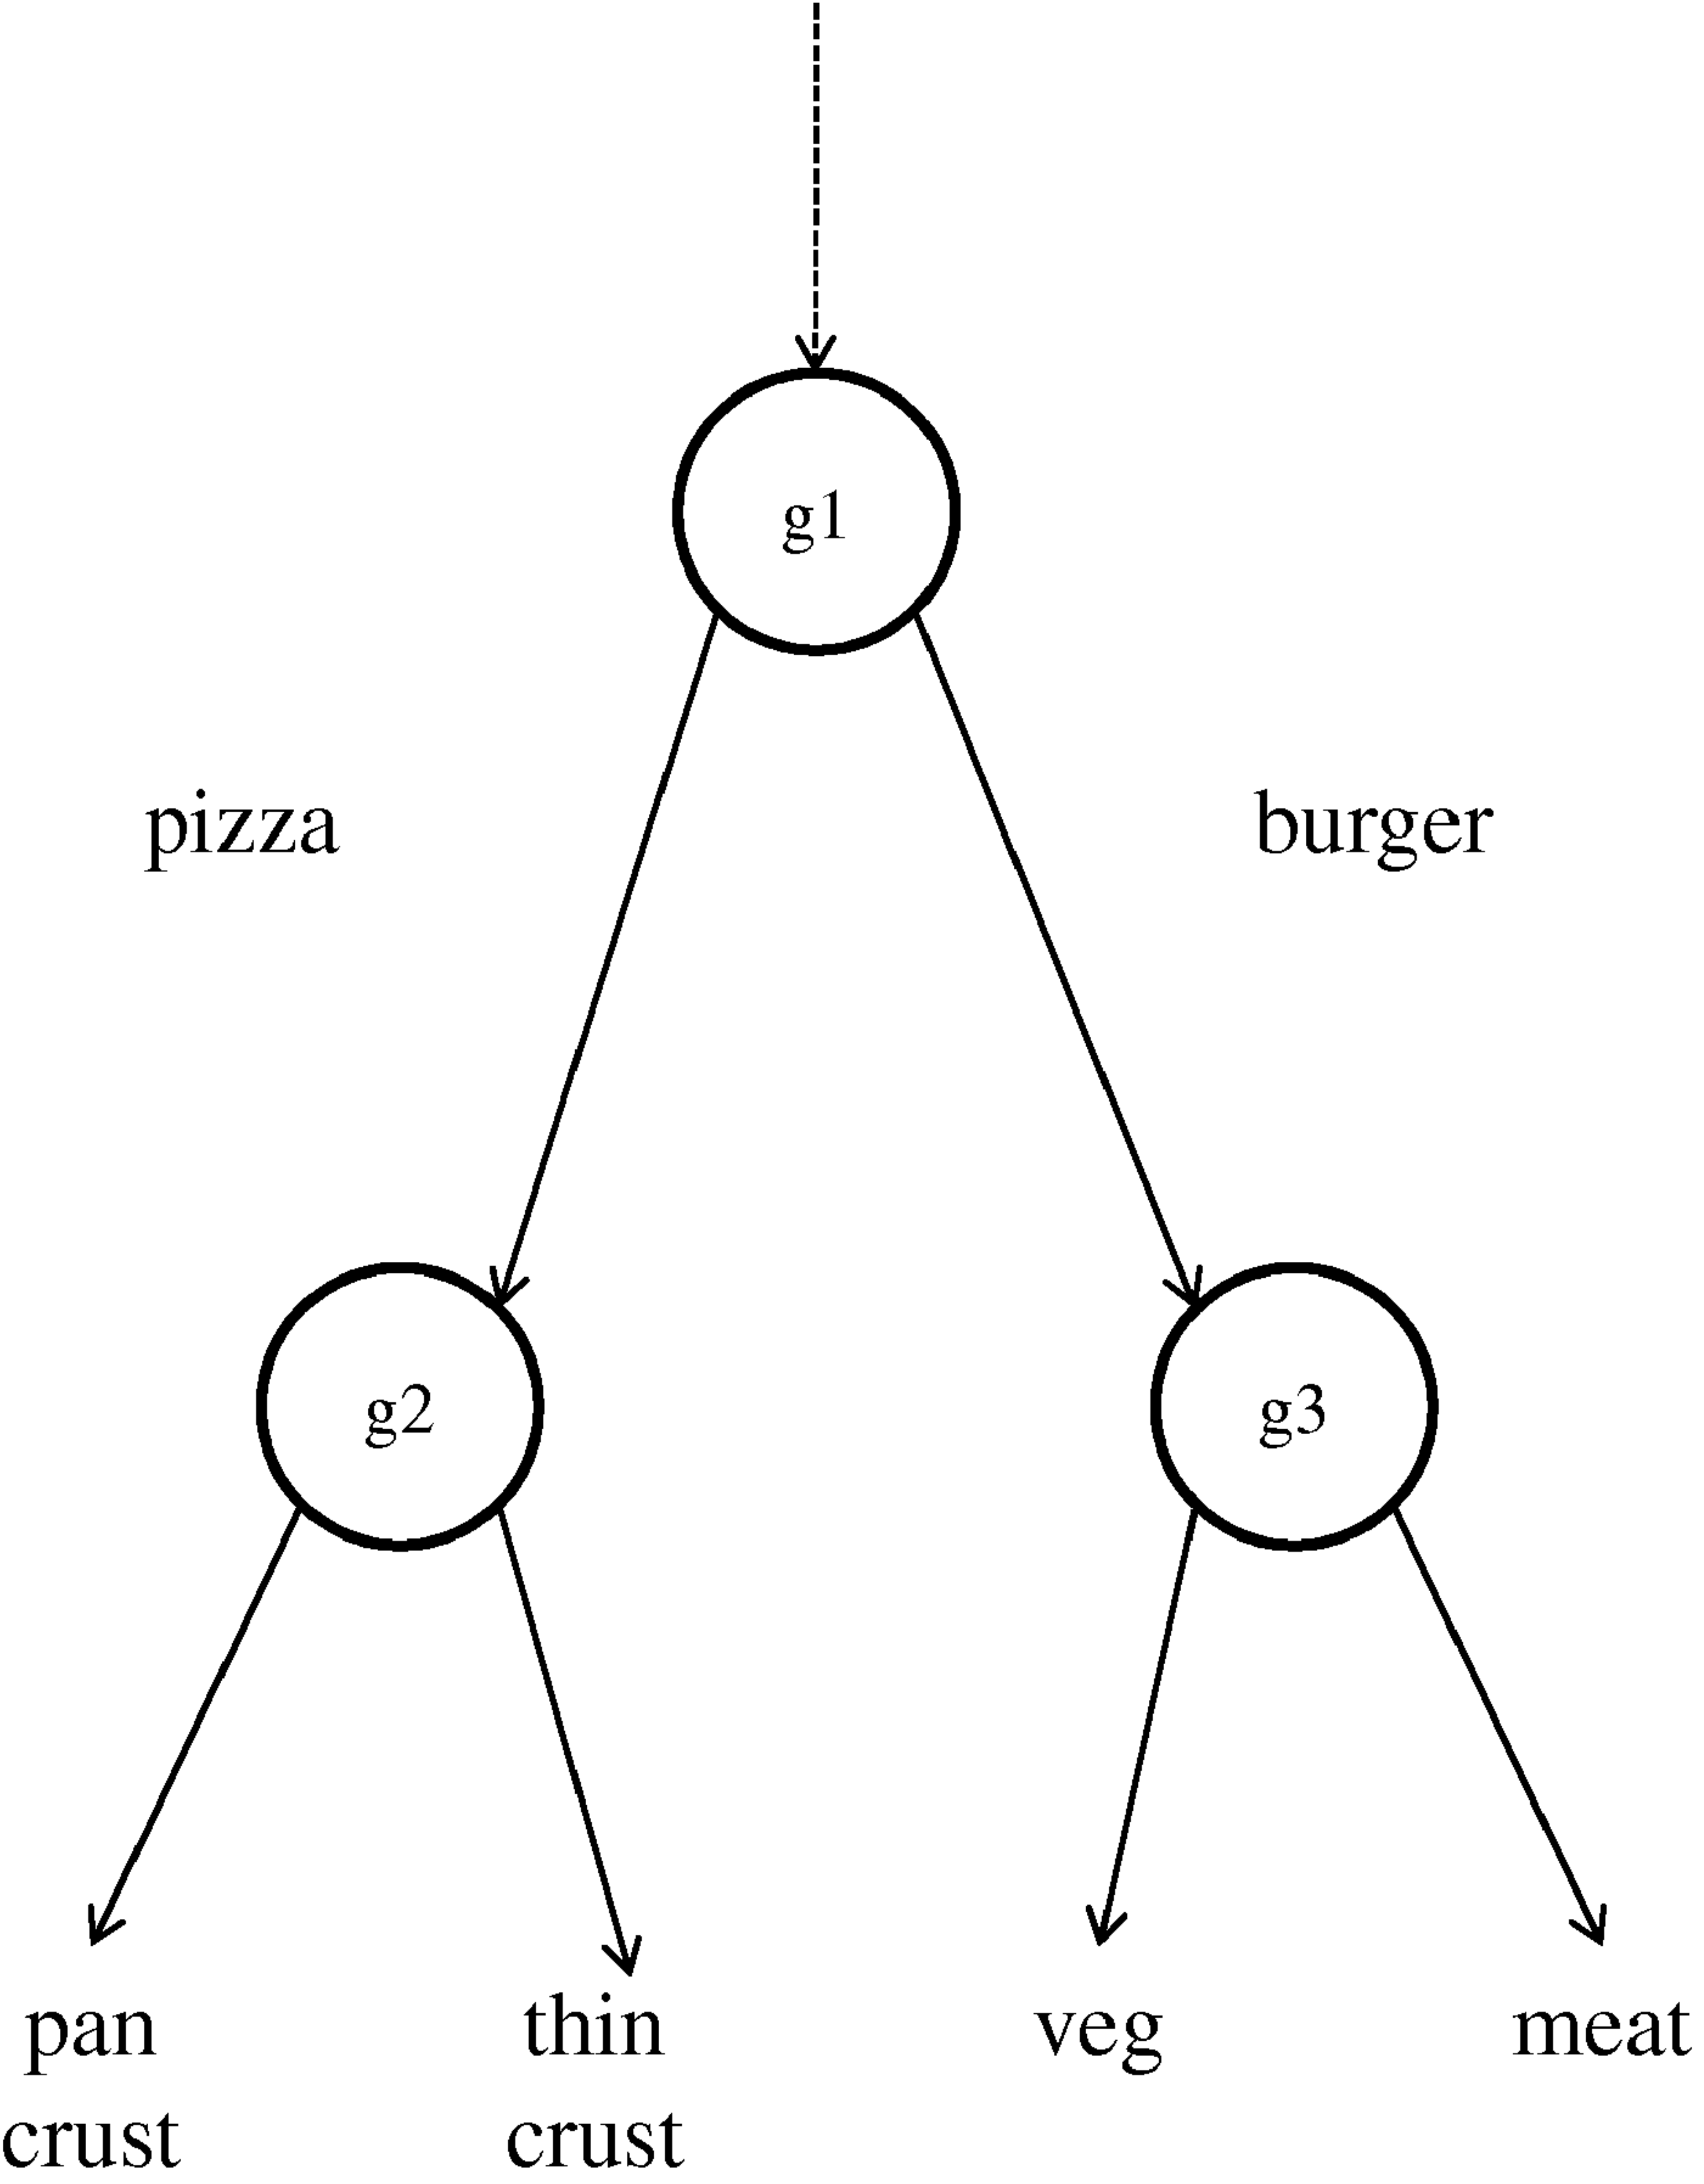 g1
pizza
burger
g2
g3
pan
crust
thin
crust
veg
meat